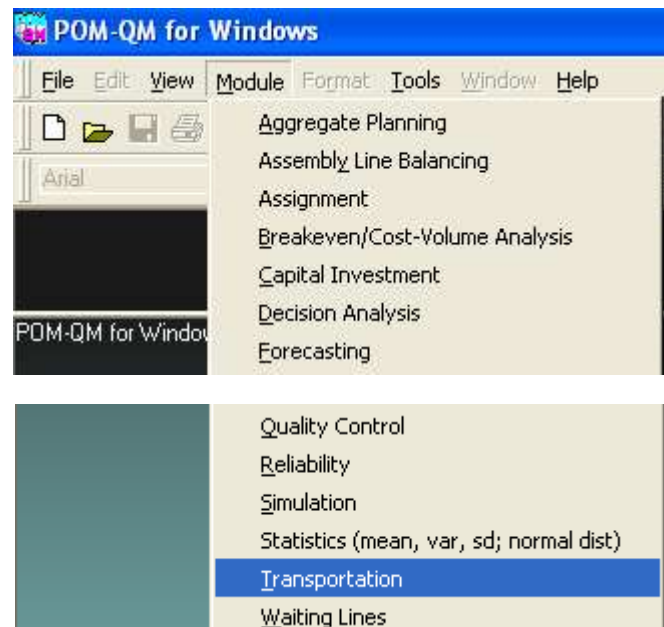 POM-QM for Windows
File Edit View Module Format Tools Window Help
Aggregate Planning
Arial
Assembly Line Balancing
Assignment
Breakeven/Cost-Volume Analysis
Capital Investment
Decision Analysis
POM-QM for Window
Forecasting
Quality Control
Reliability
Simulation
Statistics (mean, var, sd; normal dist)
Transportation
Waiting Lines